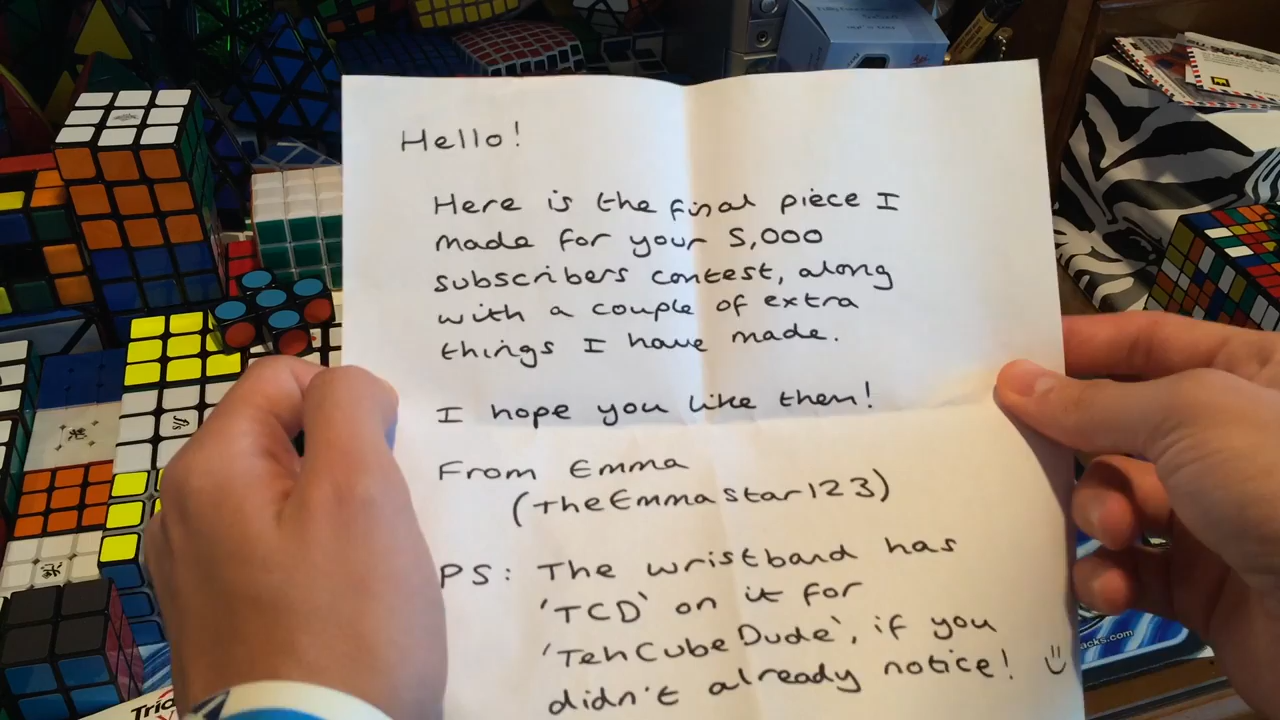 Hello!
Here is the final piece I
made for your 5,000
subscribers contest, along
with a couple of extra
things I have made.
I hope you like them!
From Emma
(TheEmmastar123)
PS: The wristband has
'TCD' on it for
'TehCubeDude', if you
didn't already notice! :)
acks.com